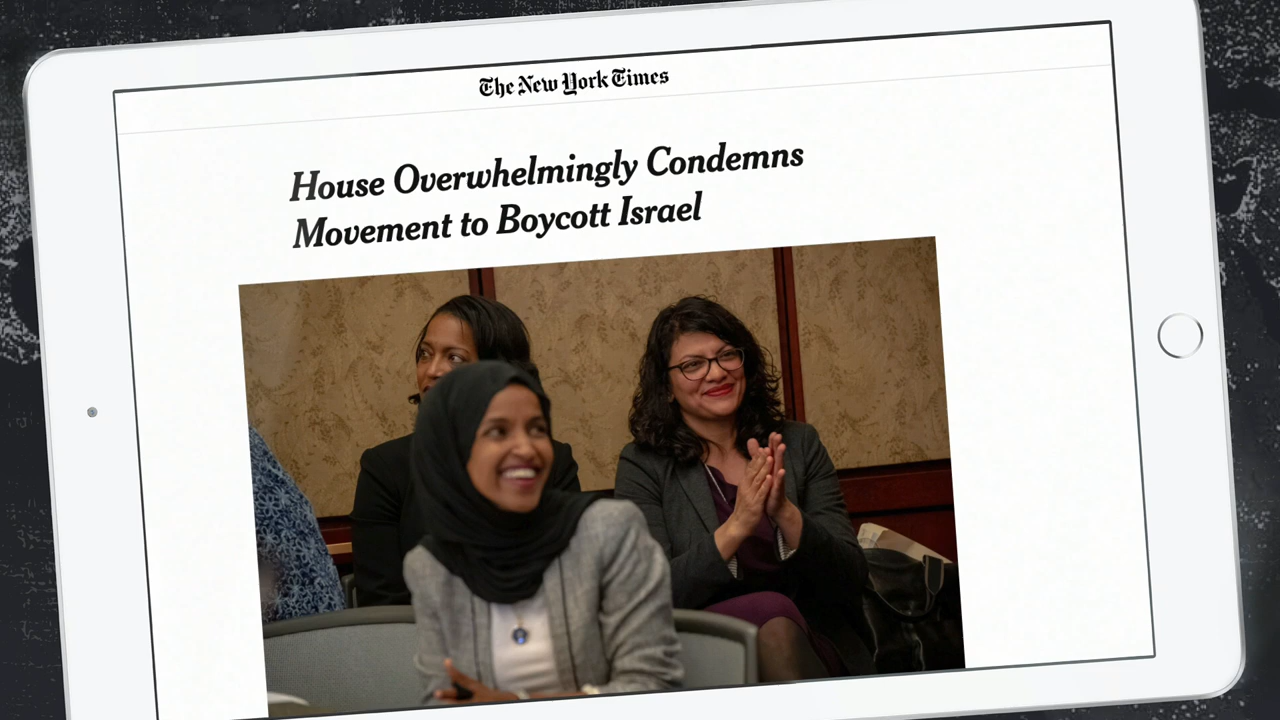 The New York Times
House Overwhelmingly Condemns
Movement to Boycott Israel